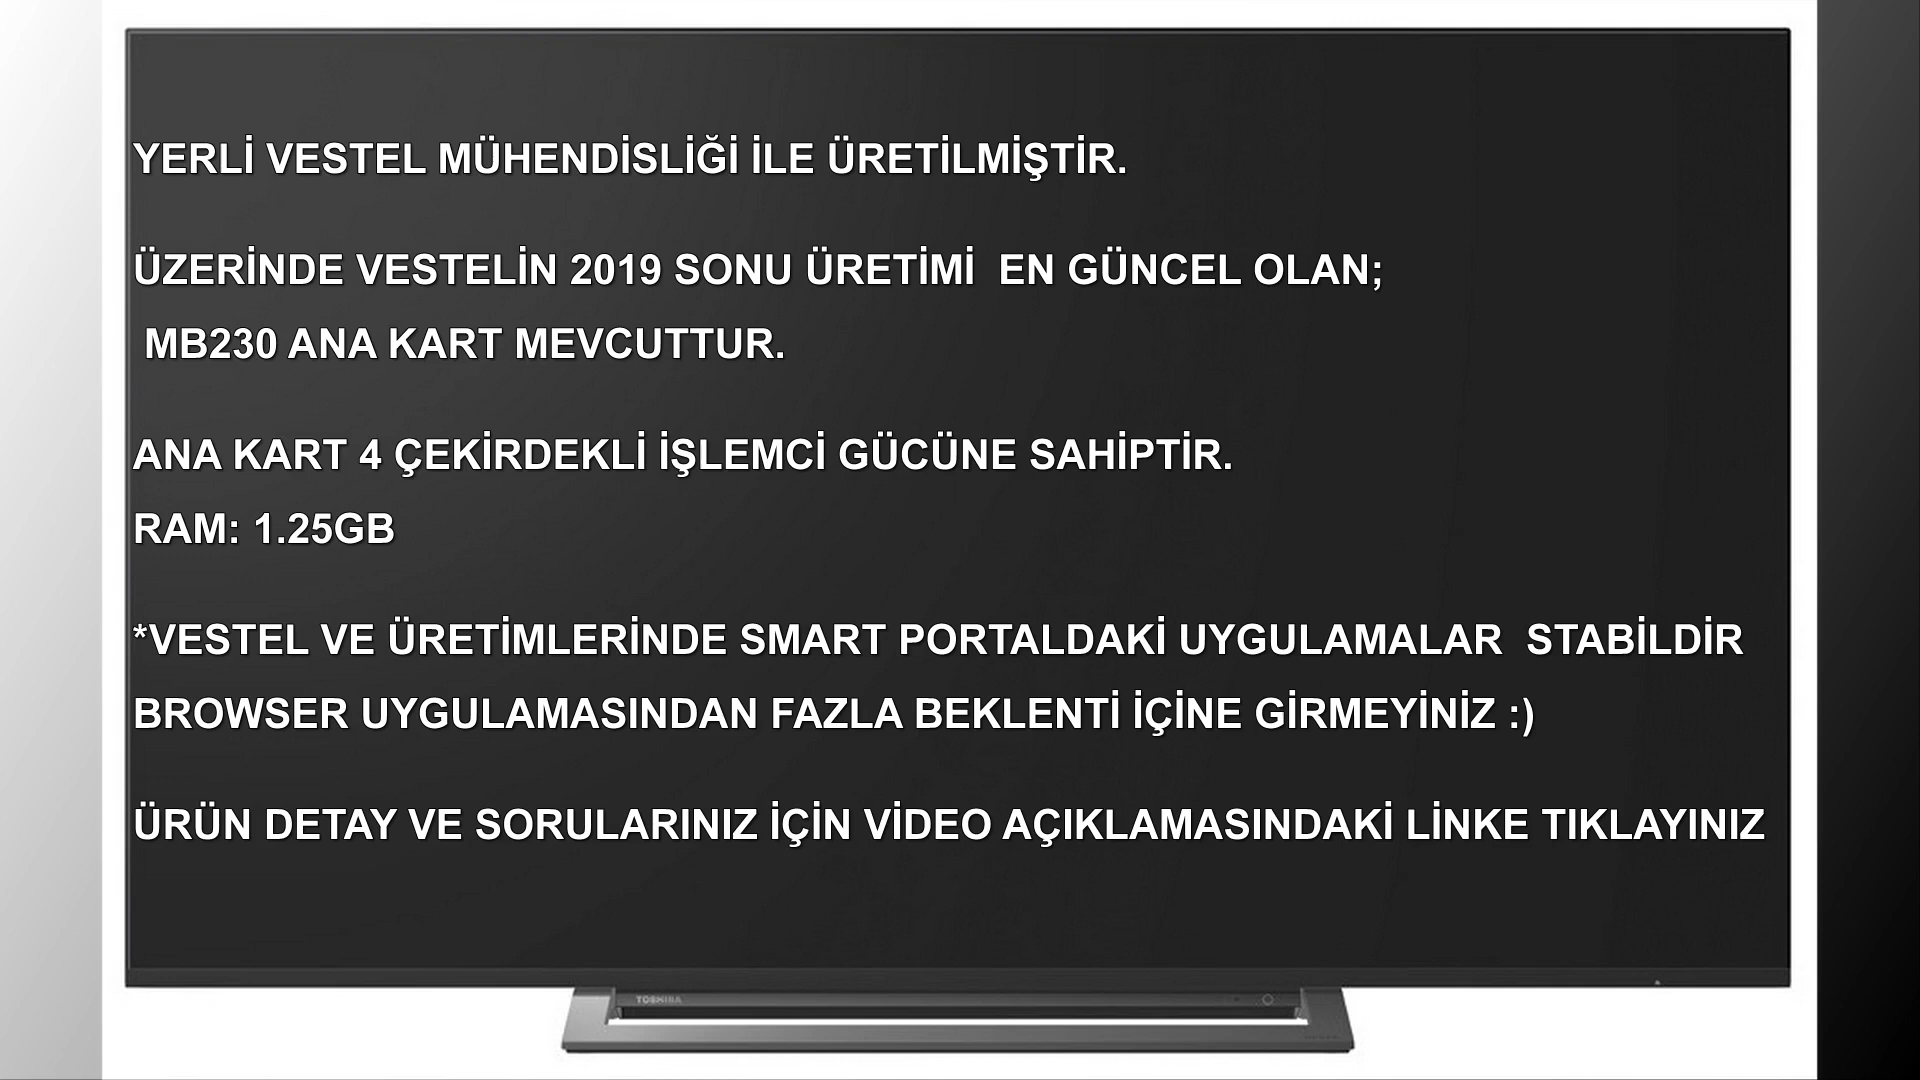 YERLİ VESTEL MÜHENDİSLİĞİ İLE ÜRETİLMİŞTİR.
ÜZERİNDE VESTELİN 2019 SONU ÜRETİMİ  EN GÜNCEL OLAN;
MB230 ANA KART MEVCUTTUR.
ANA KART 4 ÇEKİRDEKLİ İŞLEMCİ GÜCÜNE SAHİPTİR.
RAM: 1.25GB
*VESTEL VE ÜRETİMLERİNDE SMART PORTALDAKİ UYGULAMALAR  STABİLDİR
BROWSER UYGULAMASINDAN FAZLA BEKLENTİ İÇİNE GİRMEYİNİZ :)
ÜRÜN DETAY VE SORULARINIZ İÇİN VİDEO AÇIKLAMASINDAKİ LİNKE TIKLAYINIZ
TOSHIBA